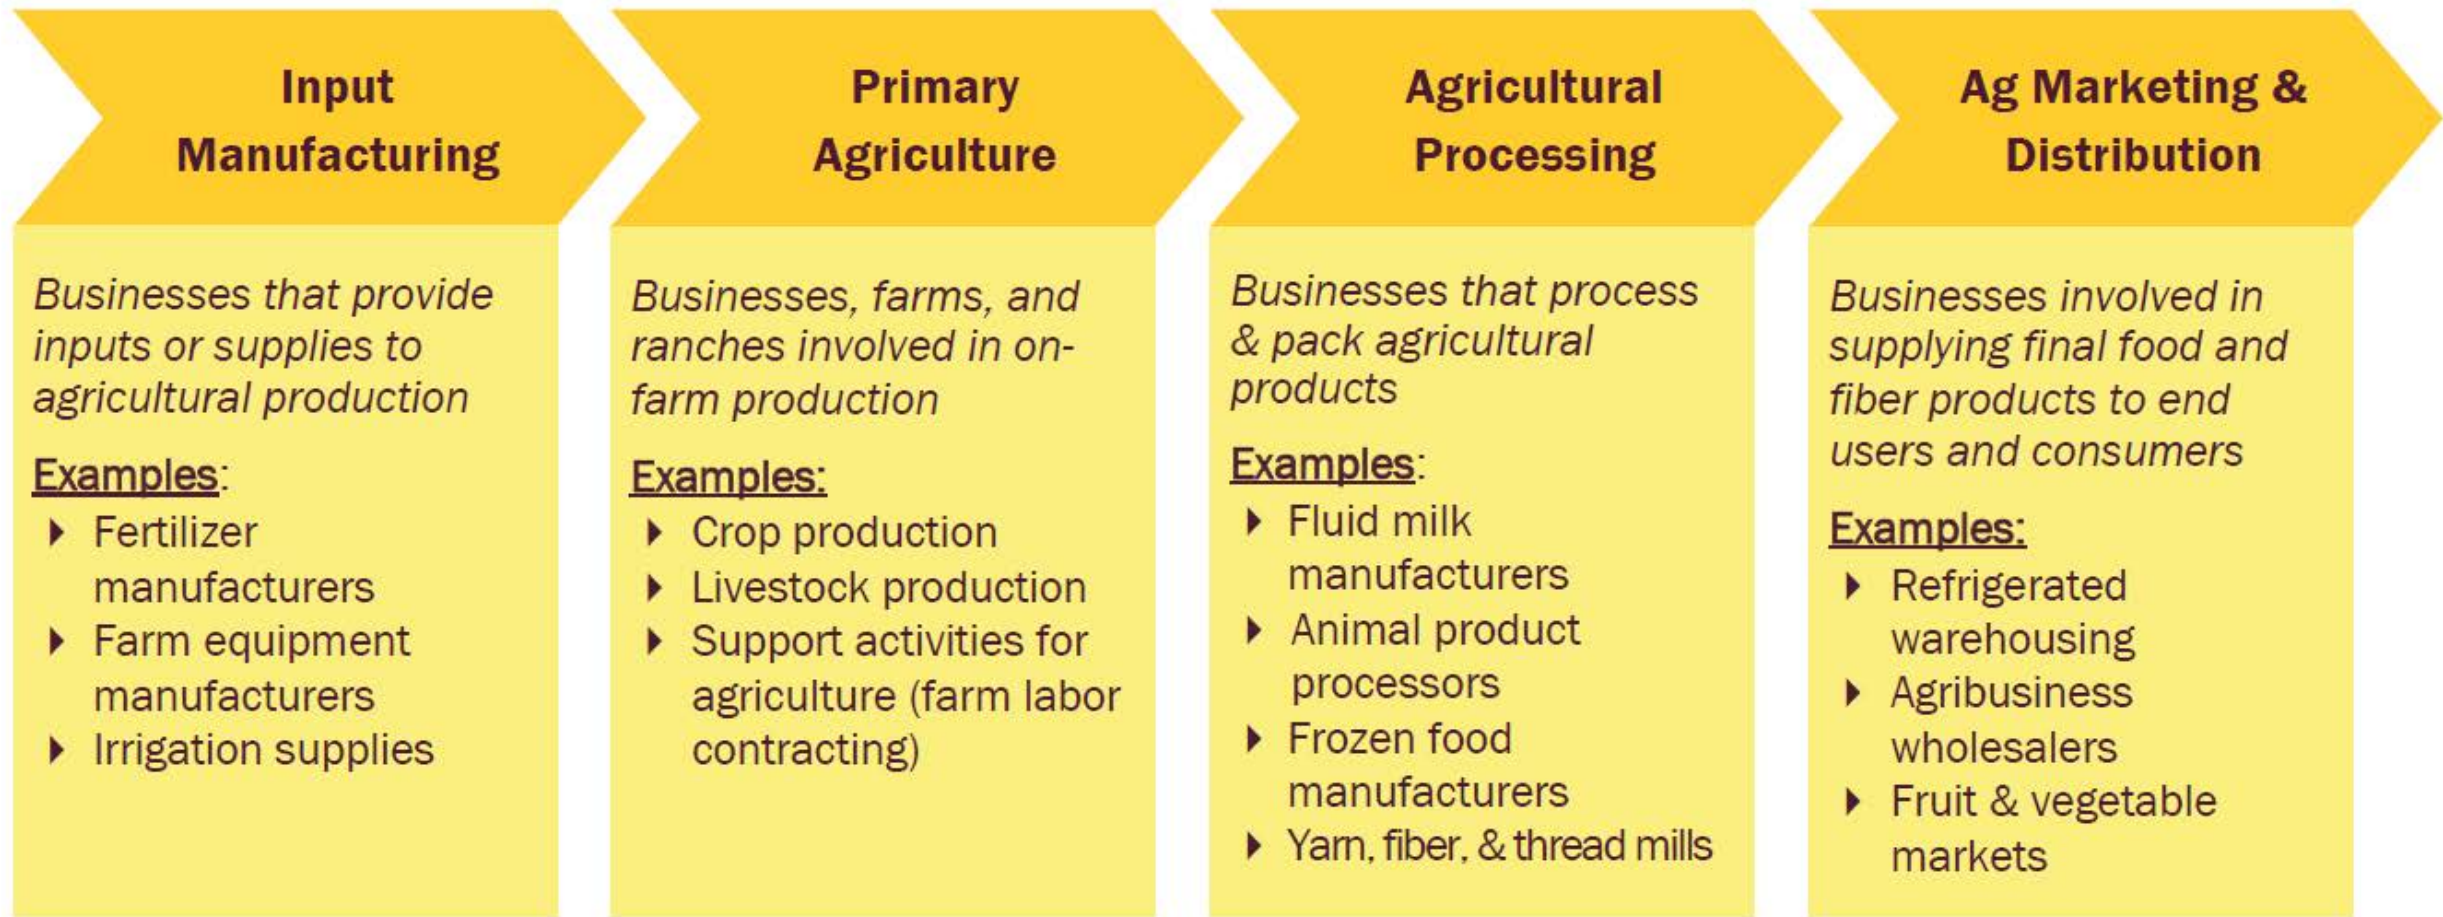 Input
Manufacturing
Businesses that provide
inputs or supplies to
agricultural production
Examples:
Fertilizer
manufacturers
Farm equipment
manufacturers
Irrigation supplies
Primary
Agriculture
Businesses, farms, and
ranches involved in on-
farm production
Examples:
Crop production
Livestock production
Support activities for
agriculture (farm labor
contracting)
Agricultural
Processing
Businesses that process
& pack agricultural
products
Examples:
Fluid milk
manufacturers
Animal product
processors
Frozen food
manufacturers
Yarn, fiber, & thread mills
Ag Marketing &
Distribution
Businesses involved in
supplying final food and
fiber products to end
users and consumers
Examples:
Refrigerated
warehousing
Agribusiness
wholesalers
Fruit & vegetable
markets